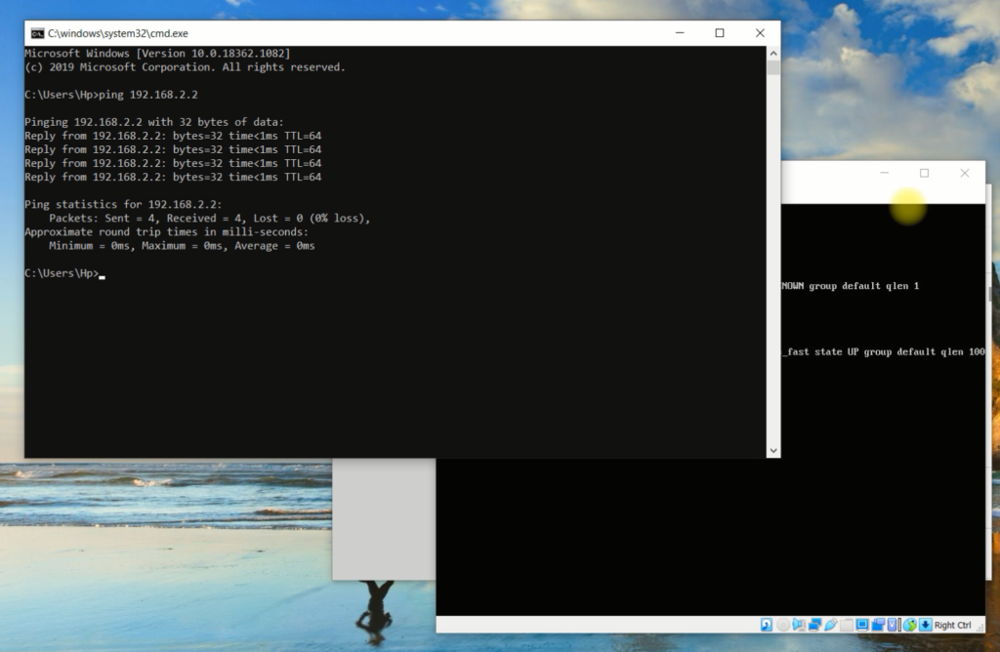 C:\windows\system32\cmd.exe
Microsoft Windows [Version 10.0.18362.1082]
(c) 2019 Microsoft Corporation. All rights reserved.
C:\Users\Hp>ping 192.168.2.2
Pinging 192.168.2.2 with 32 bytes of data:
Reply from 192.168.2.2: bytes=32 time<1ms TTL=64
Reply from 192.168.2.2: bytes=32 time<1ms TTL=64
Reply from 192.168.2.2: bytes=32 time<1ms TTL=64
Reply from 192.168.2.2: bytes=32 time<1ms TTL=64
Ping statistics for 192.168.2.2:
Packets: Sent = 4, Received = 4, Lost = 0 (0% loss),
Approximate round trip times in milli-seconds:
Minimum = 0ms, Maximum = 0ms, Average = 0ms
C:\Users\Hp>
NOWN group default qlen 1
_fast state UP group default qlen 100
Right Ctrl